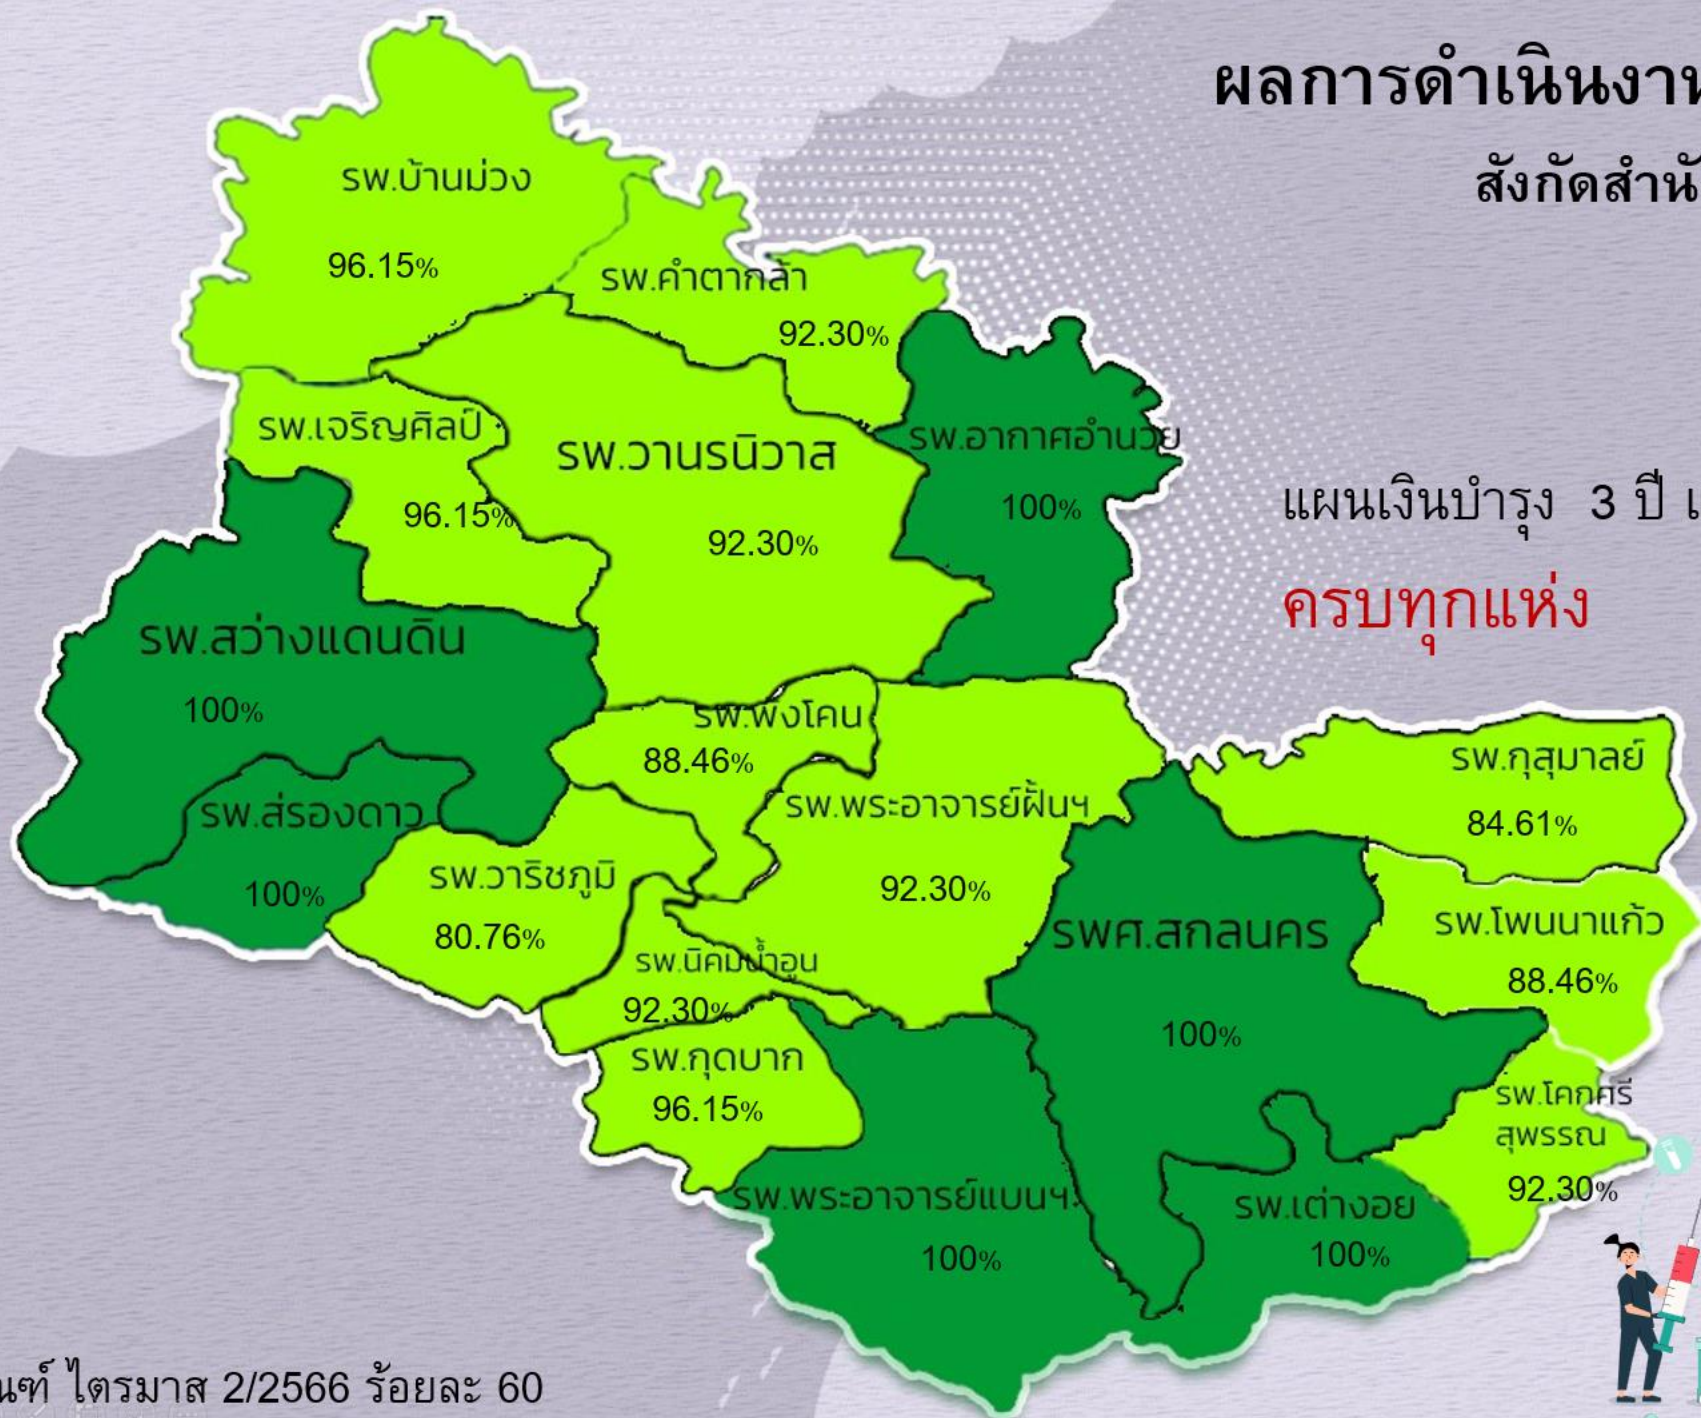 ผลการดำเนินงาน
สังกัดสำนั
รพ.บ้านม่วง
96.15%
รพ.คำตากล้า
92.30%
รพ.เจริญศิลป์
96.15%
รพ.วานรนิวาส
92.30%
รพ.อากาศอำนวย
100%
แผนเงินบำรุง 3 ปี เ
ครบทุกแห่ง
รพ.สว่างแดนดิน
100%
รพ.พังโคน
88.46%
รพ.กุสุมาลย์
84.61%
รพ.ส่รองดาว
100%
รพ.พระอาจารย์ฝั้นฯ
92.30%
รพ.วาริชภูมิ
80.76%
รพศ.สกลนคร
100%
รพ.โพนนาแก้ว
88.46%
รพ.นิคมน้ำอูน
92.30%
รพ.กุดบาก
96.15%
รพ.โคกศรี
สุพรรณ
92.30%
รพ.พระอาจารย์แบนฯ
100%
รพ.เต่างอย
100%
ณฑ์ ไตรมาส 2/2566 ร้อยละ 60